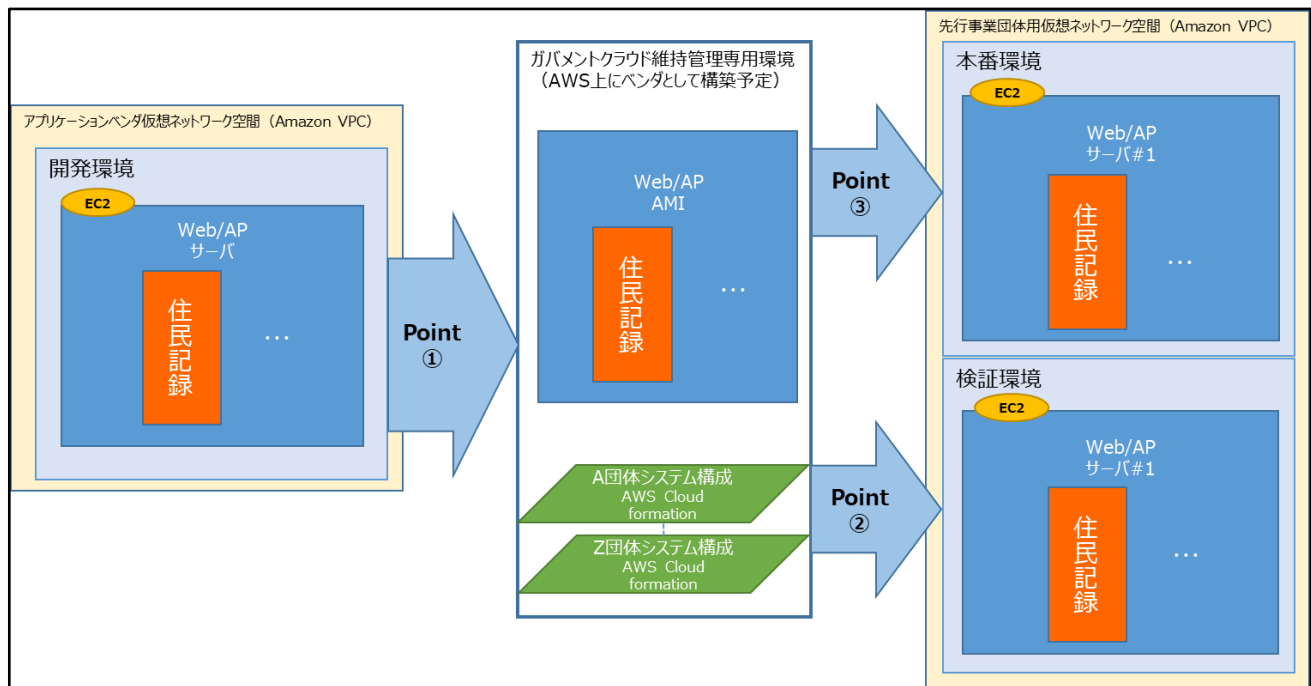 アプリケーションベンダ仮想ネットワーク空間（Amazon VPC）
開発環境
EC2
Web/AP
サーバ
住民記録
…
Point
①
ガバメントクラウド維持管理専用環境
（AWS上にベンダとして構築予定）
Web/AP
AMI
住民記録
…
A団体システム構成
AWS Cloud
formation
Z団体システム構成
AWS Cloud
formation
Point
③
Point
②
先行事業団体用仮想ネットワーク空間（Amazon VPC）
本番環境
EC2
Web/AP
サーバ#1
住民記録
…
検証環境
EC2
Web/AP
サーバ#1
住民記録
…